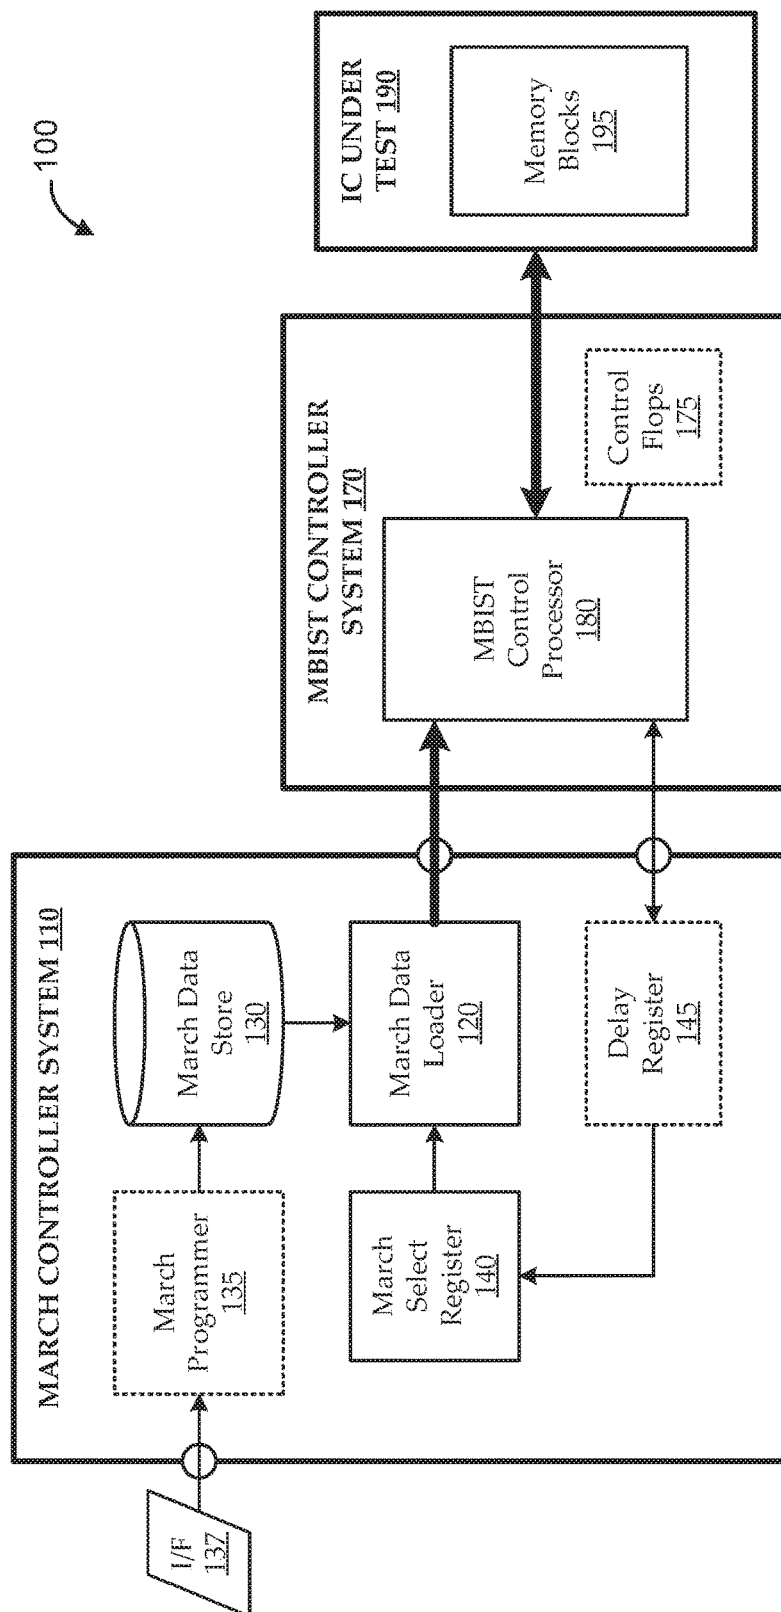 100
MARCH CONTROLLER SYSTEM 110
I/F
137
March
Programmer
135
March Data
Store
130
March
Select
Register
140
March Data
Loader
120
Delay
Register
145
MBIST CONTROLLER
SYSTEM 170
MBIST
Control
Processor
180
Control
Flops
175
IC UNDER
TEST 190
Memory
Blocks
195